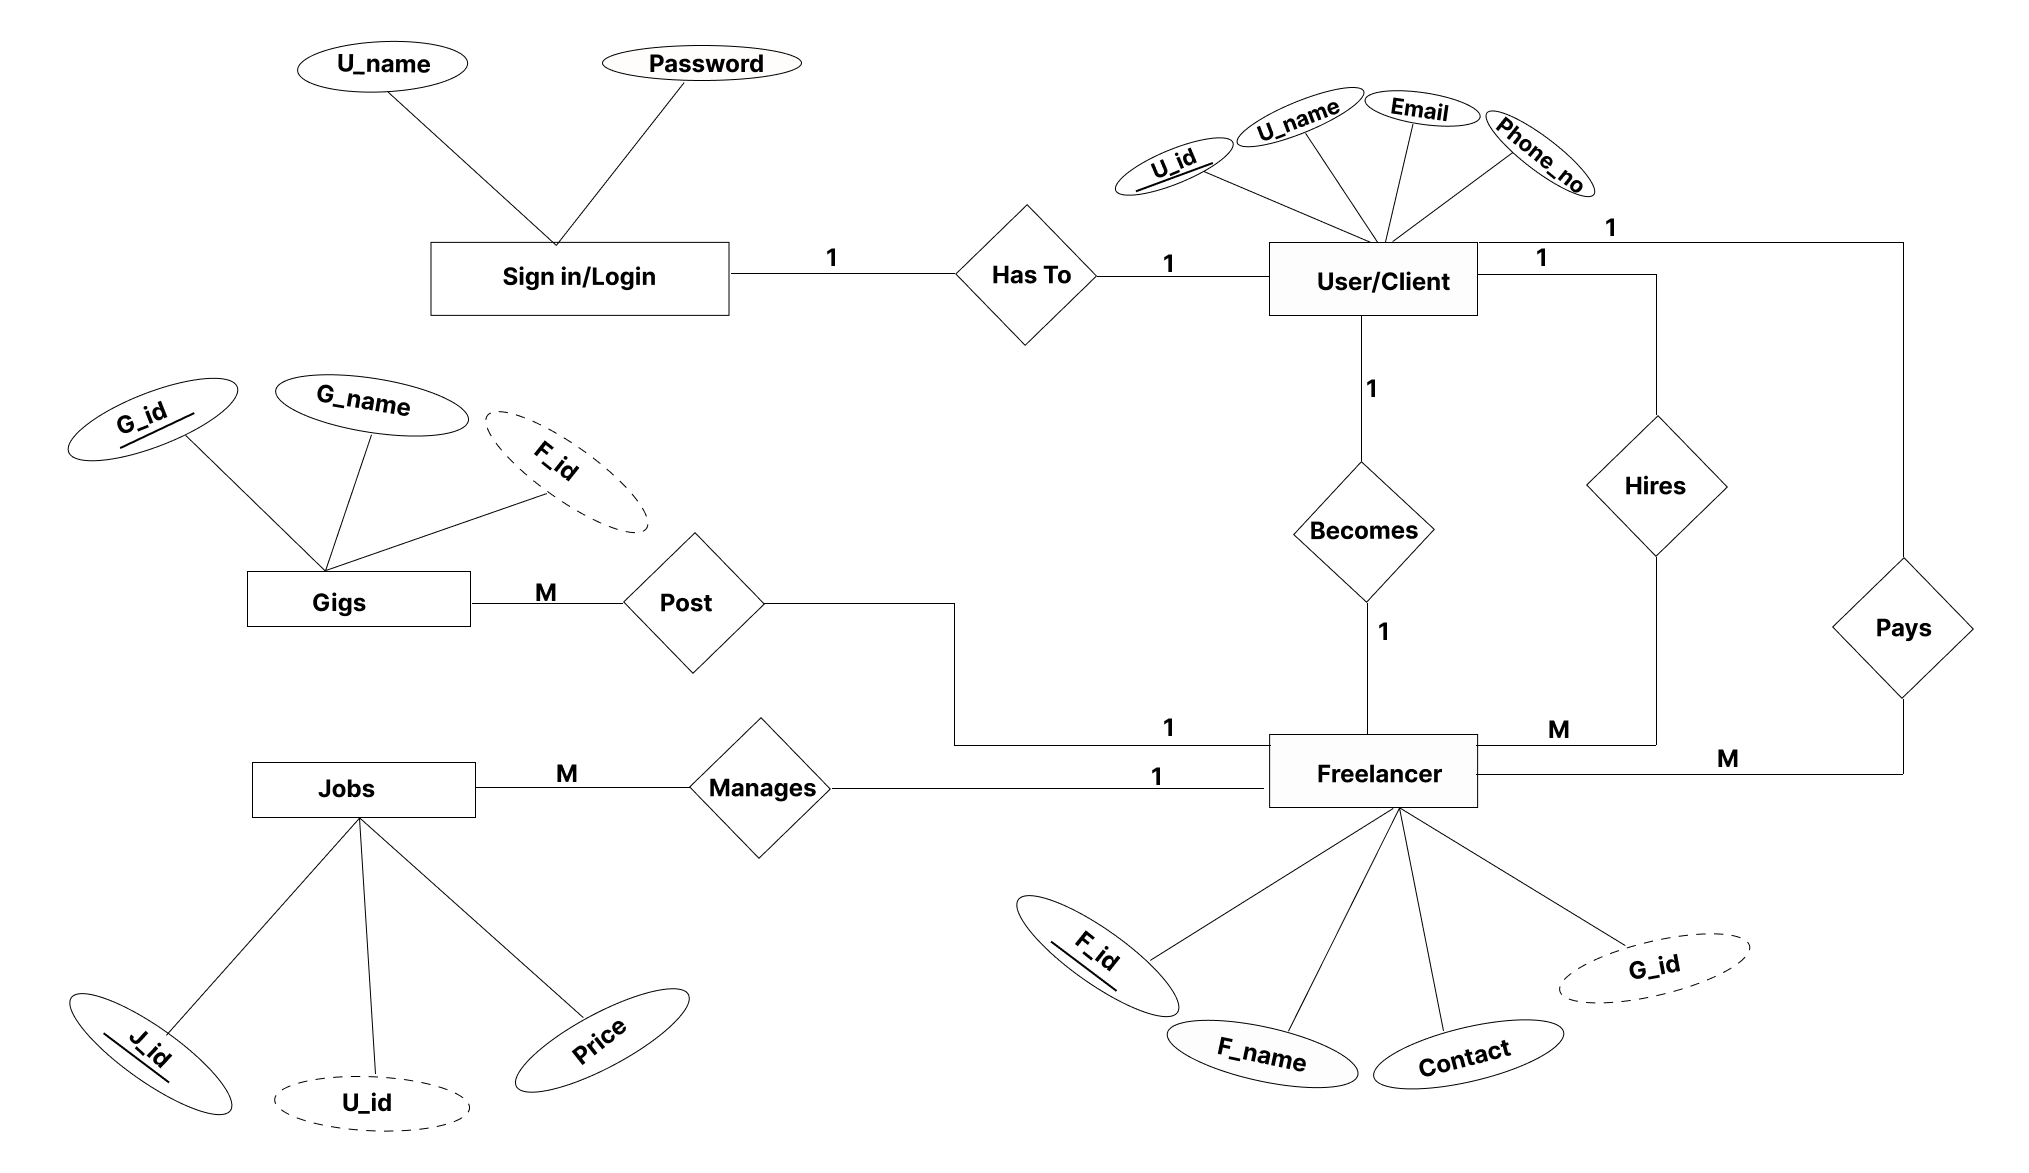 U_name
Password
U_id
U_name
Email
Phone_no
Sign in/Login
1
Has To
1
User/Client
1
1
G_id
G_name
F_id
1
Hires
Becomes
Gigs
M
Post
1
Pays
Jobs
M
Manages
1
1
Freelancer
M
M
F_id
F_name
Contact
G_id
J_id
U_id
Price